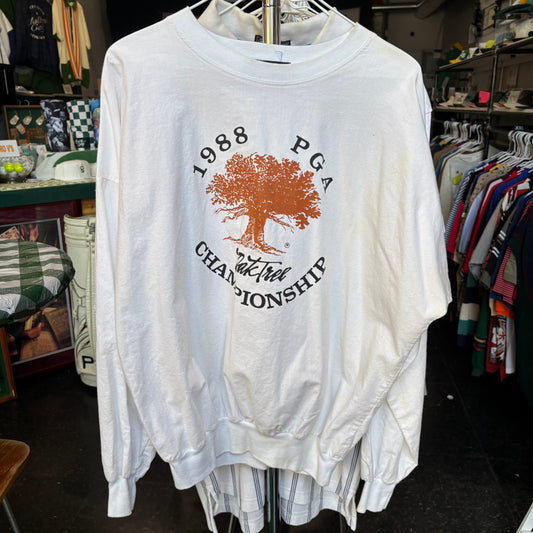 1988 PGA
®
Oak Tree
CHAMPIONSHIP